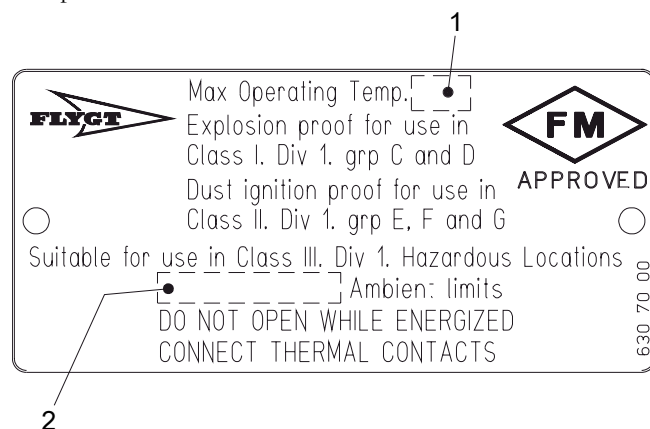 1
Max Operating Temp.
FLYGT
Explosion proof for use in
FM
Class I. Div 1. grp C and D
Dust ignition proof for use in
APPROVED
Class II. Div 1. grp E, F and G
Suitable for use in Class III. Div 1. Hazardous Locations
Ambien: limits
DO NOT OPEN WHILE ENERGIZED
CONNECT THERMAL CONTACTS
630 70 00
2